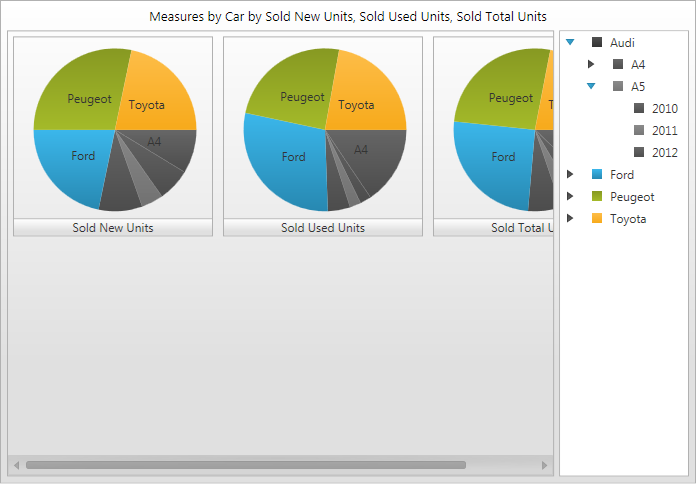 Measures by Car by Sold New Units, Sold Used Units, Sold Total Units
Peugeot
Toyota
A4
Ford
Sold New Units
Peugeot
Toyota
A4
Ford
Sold Used Units
Peugeot
T
Ford
Sold Total U
Audi
A4
A5
2010
2011
2012
Ford
Peugeot
Toyota